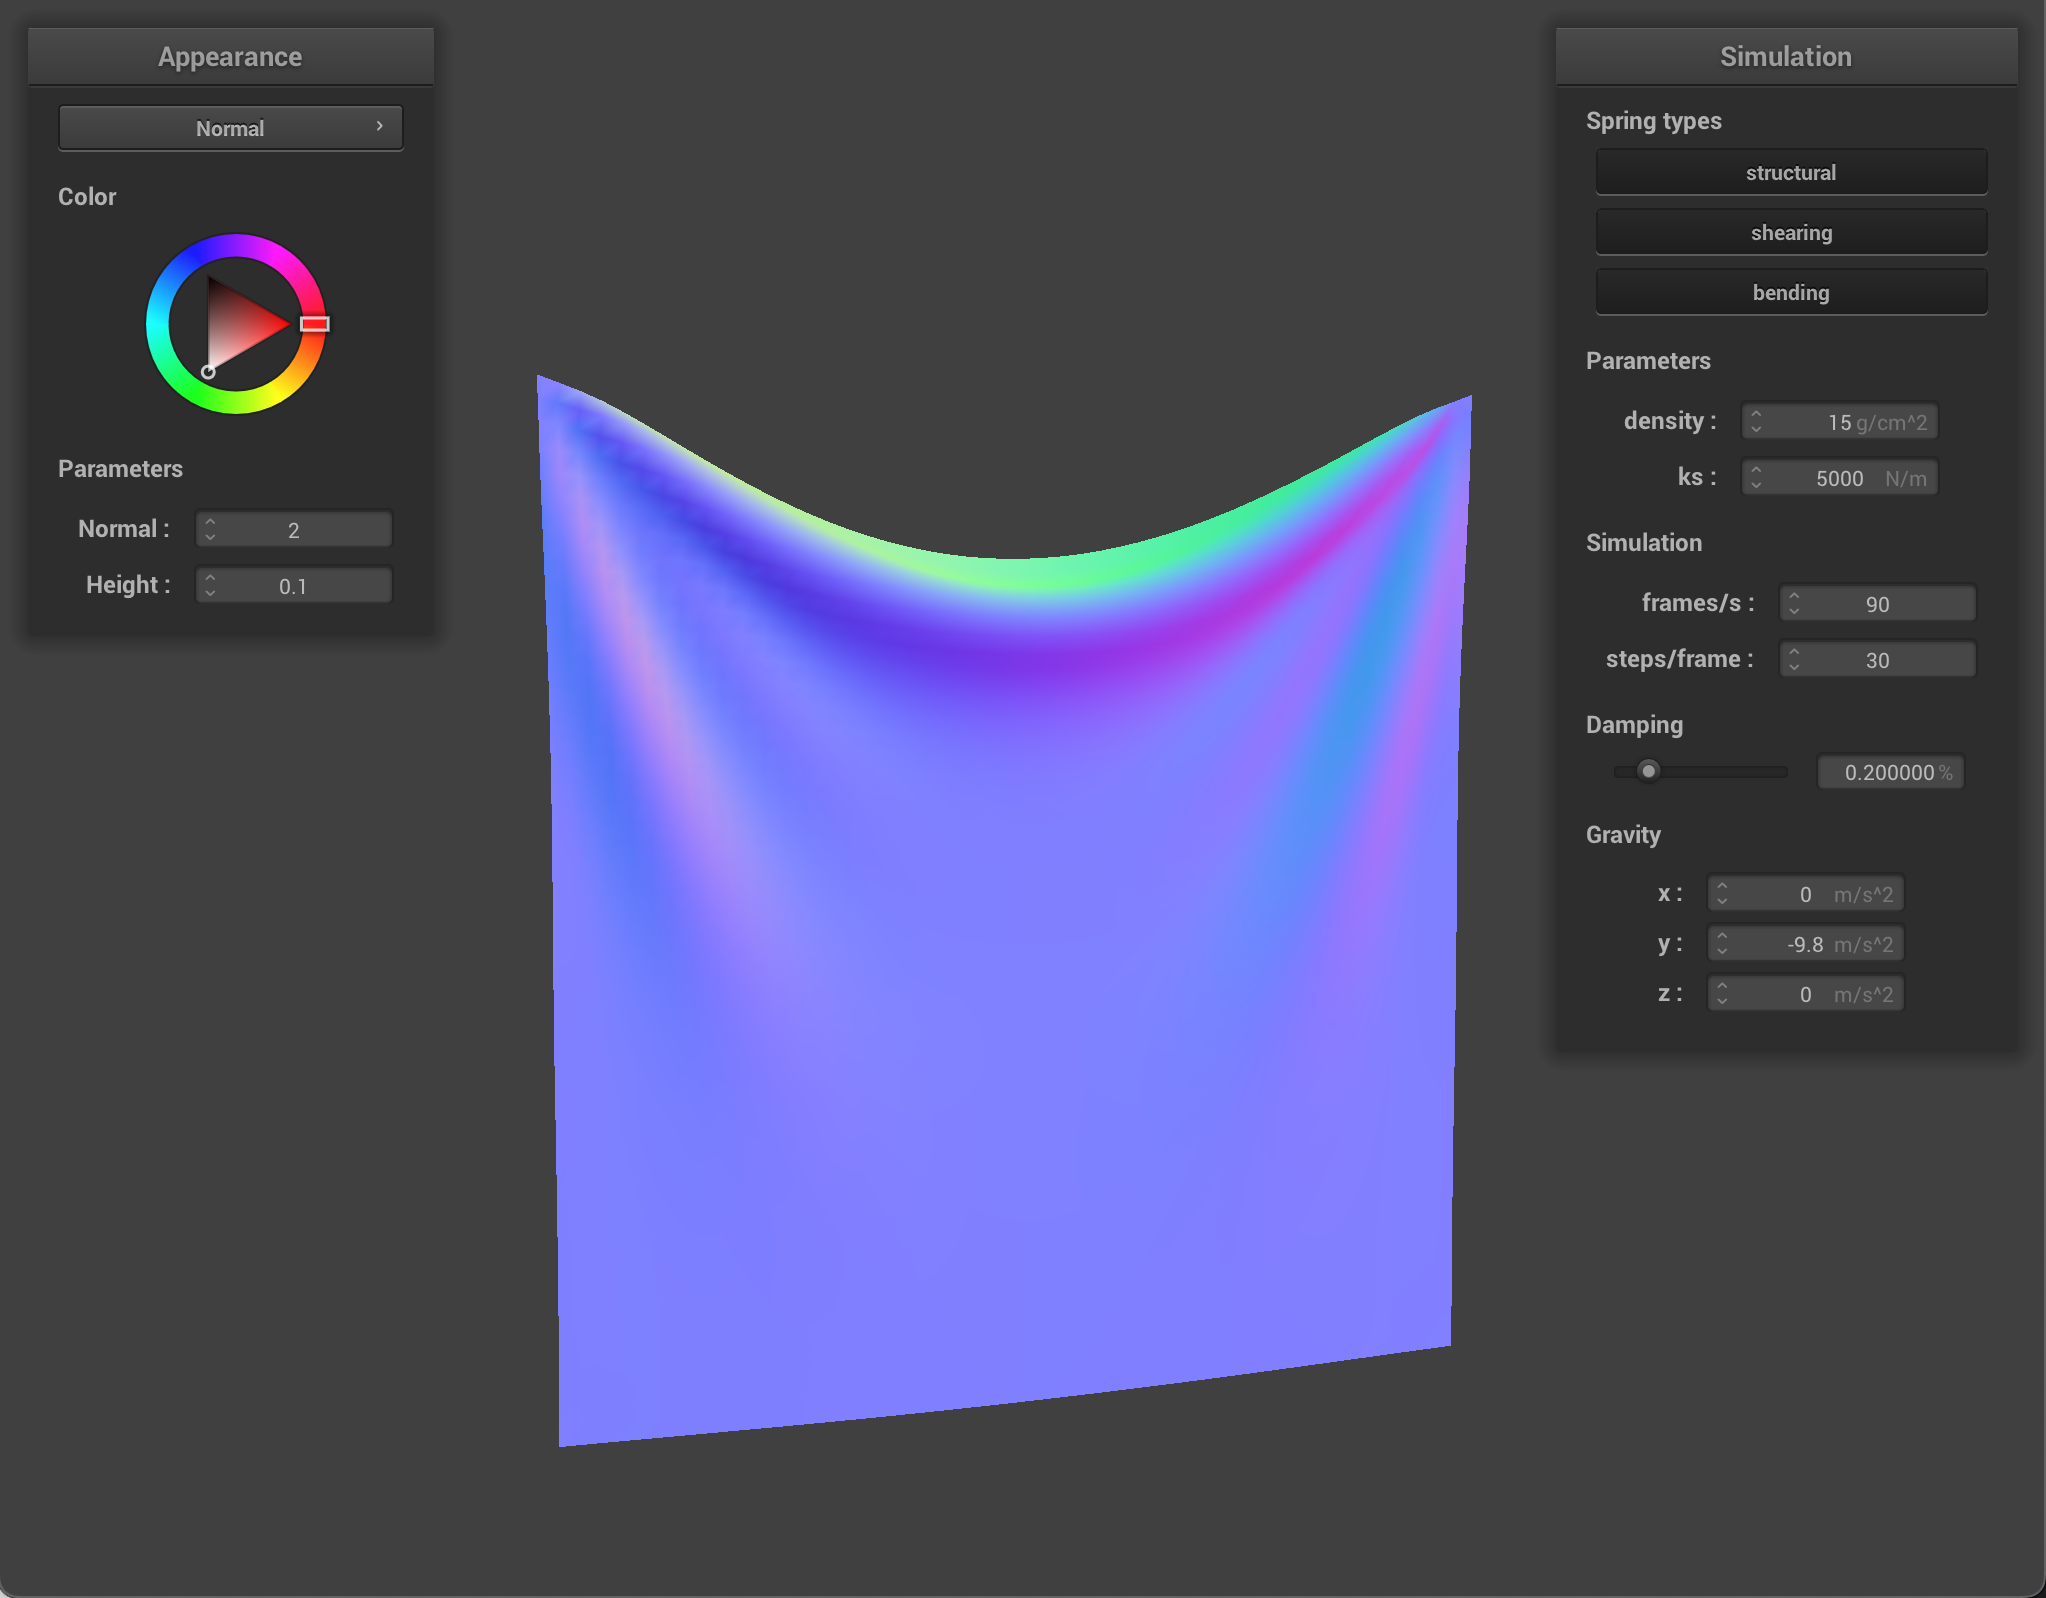 Appearance
Normal
Color
Parameters
Normal : 2
Height : 0.1
Simulation
Spring types
structural
shearing
bending
Parameters
density : 15 g/cm^2
ks : 5000 N/m
Simulation
frames/s : 90
steps/frame : 30
Damping
0.200000 %
Gravity
x : 0 m/s^2
y : -9.8 m/s^2
z : 0 m/s^2